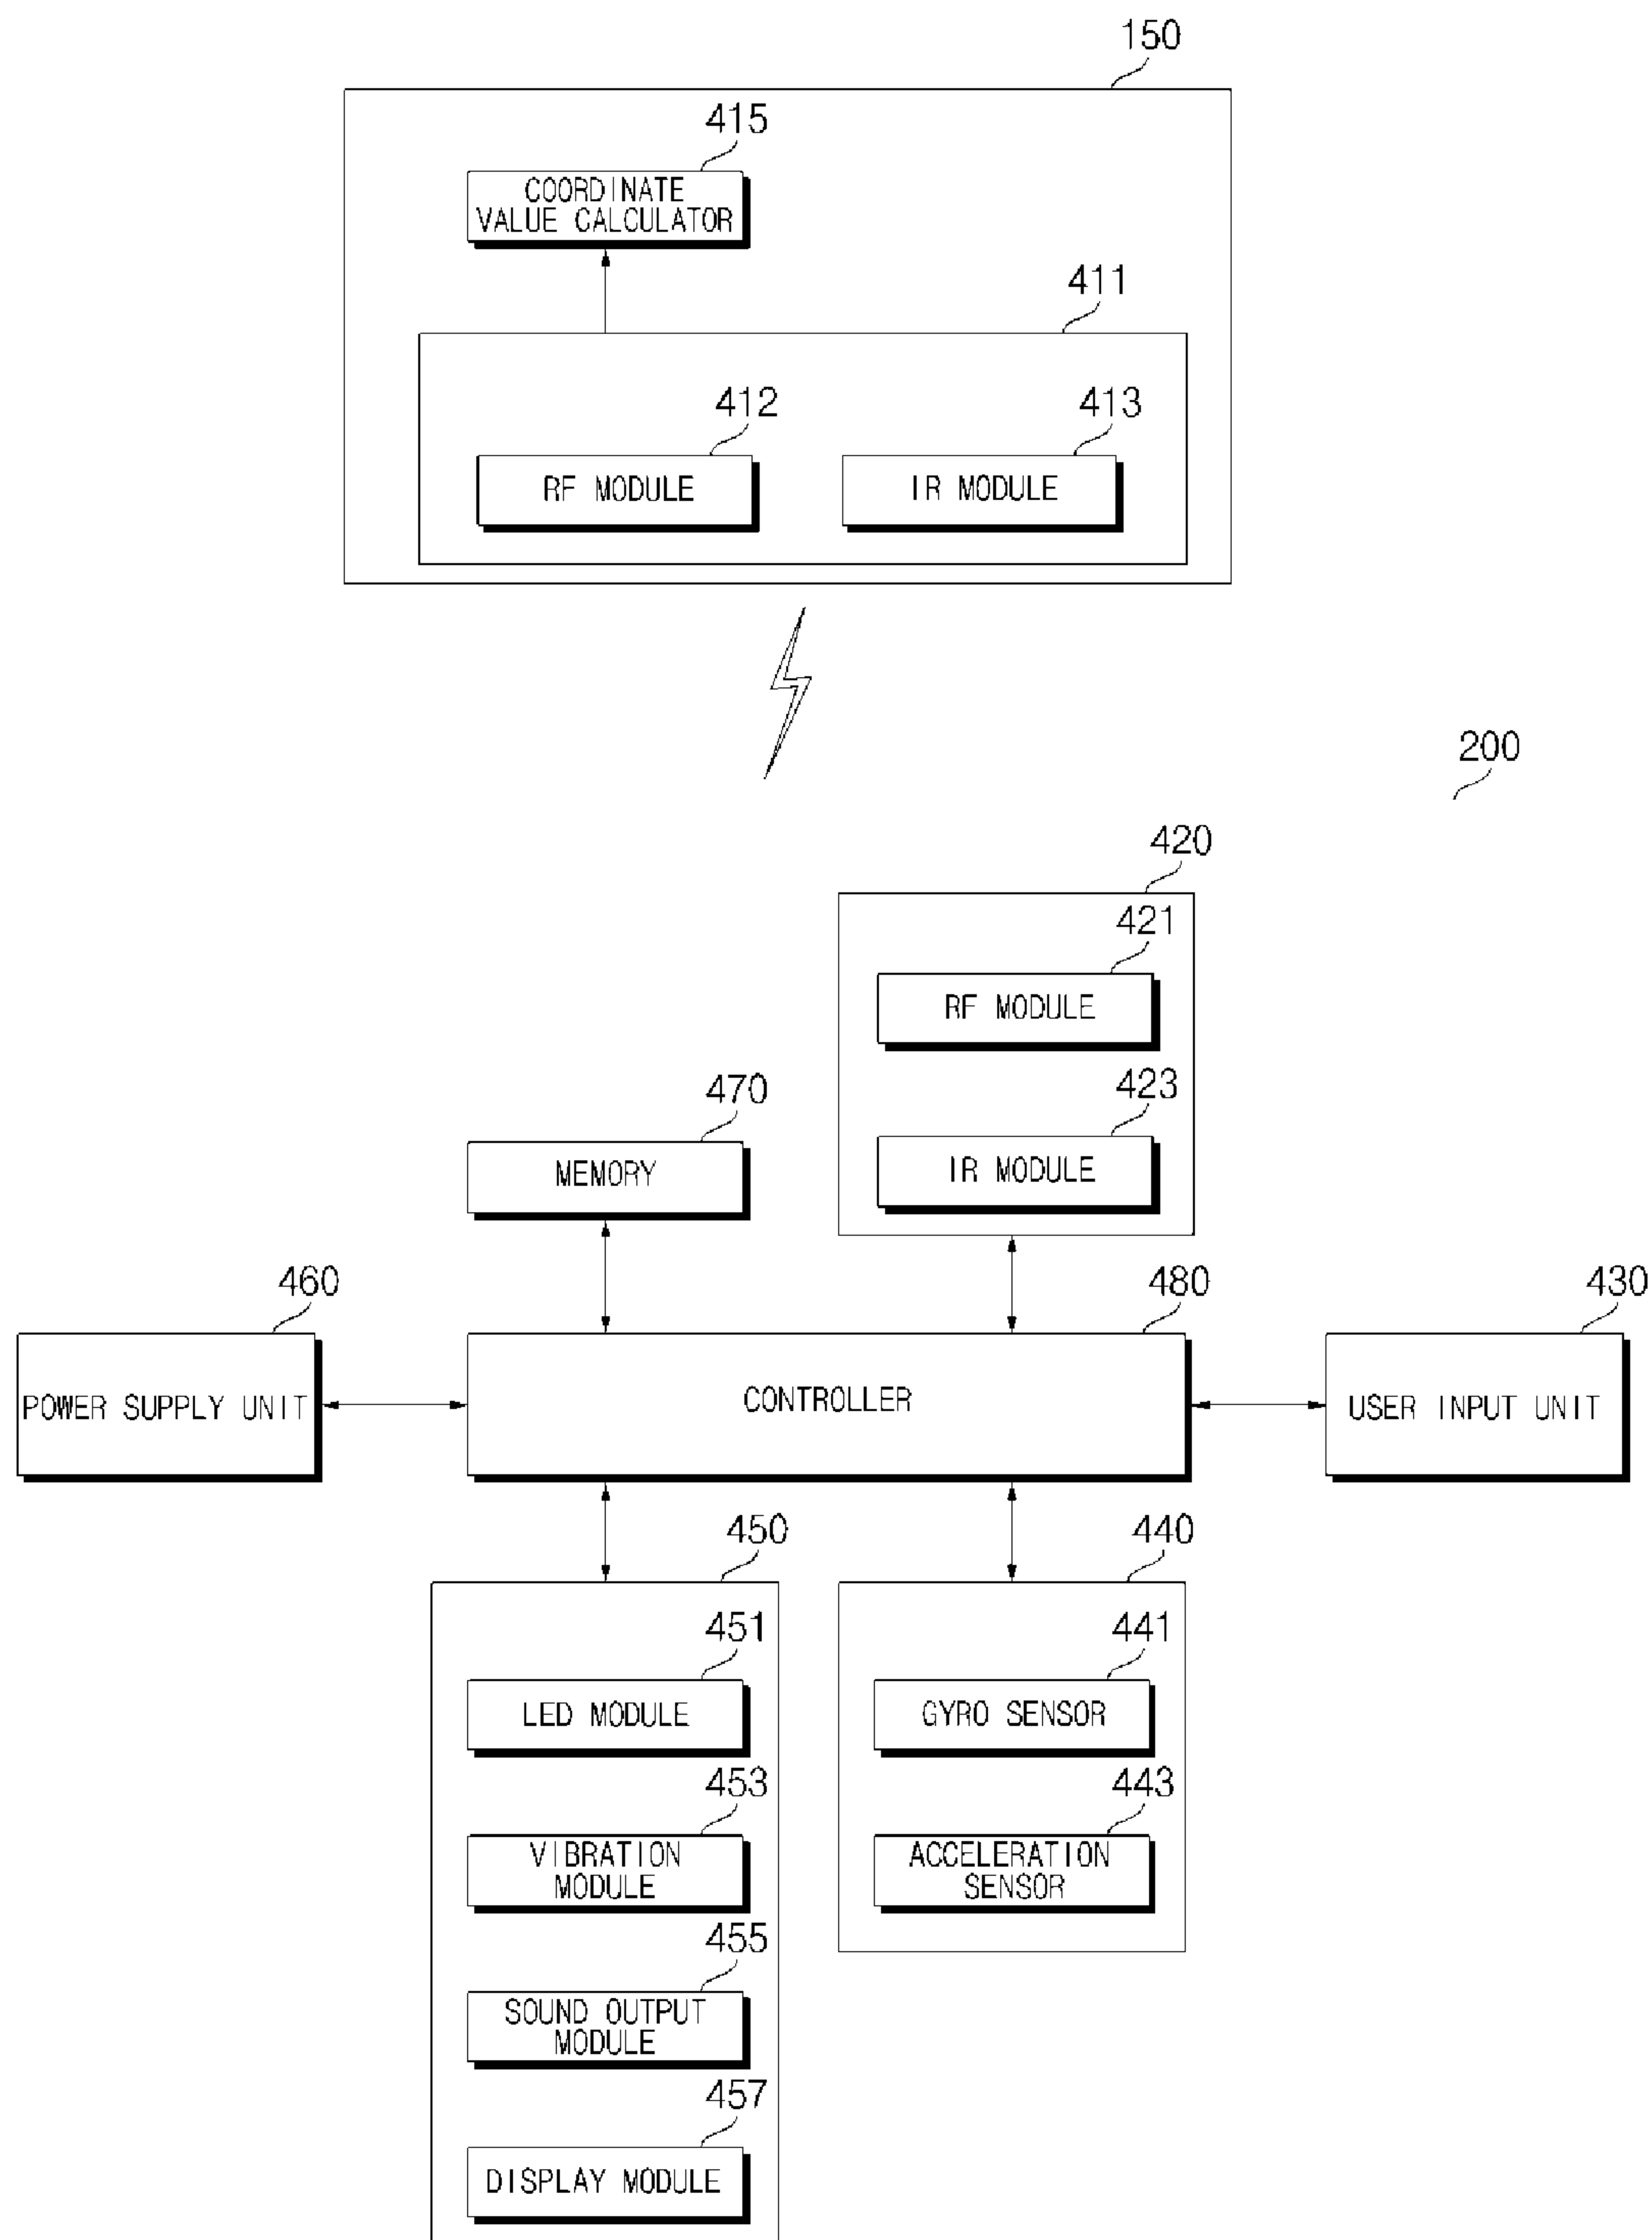 150
415
COORDINATE
VALUE CALCULATOR
411
412
413
RF MODULE
IR MODULE
200
420
421
RF MODULE
470
423
MEMORY
IR MODULE
460
480
430
POWER SUPPLY UNIT
CONTROLLER
USER INPUT UNIT
450
440
451
441
LED MODULE
GYRO SENSOR
453
443
VIBRATION
MODULE
ACCELERATION
SENSOR
455
SOUND OUTPUT
MODULE
457
DISPLAY MODULE